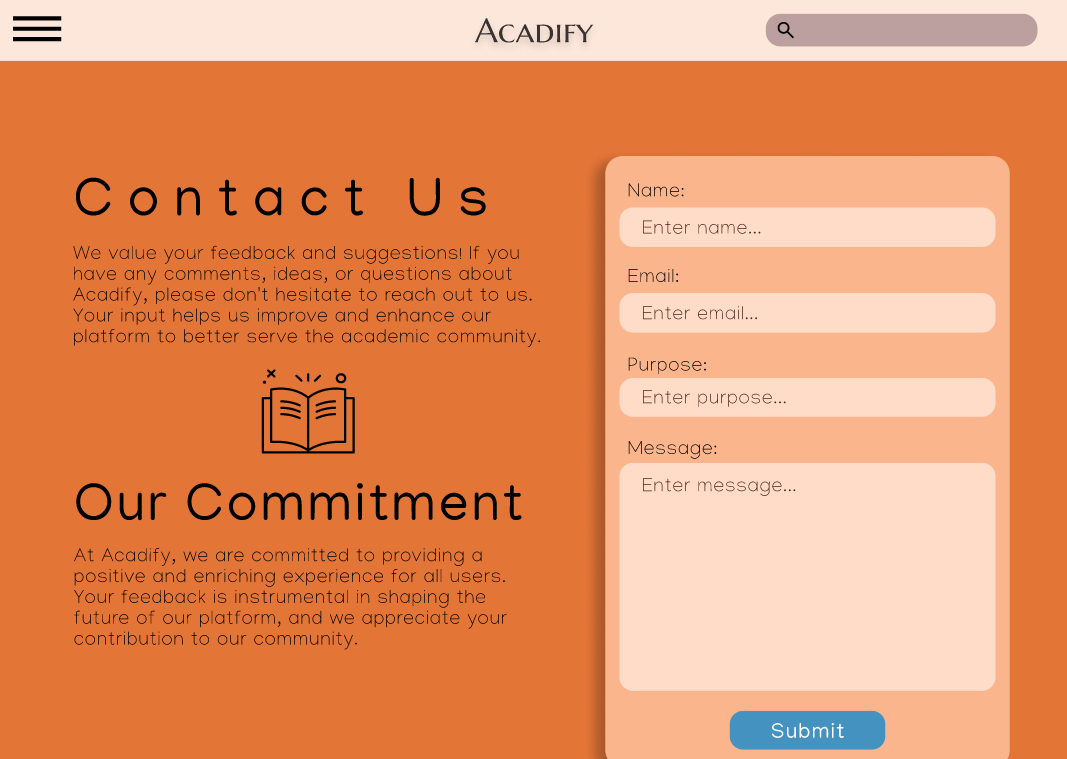 Acadify
Contact Us
We value your feedback and suggestions! If you
have any comments, ideas, or questions about
Acadify, please don't hesitate to reach out to us.
Your input helps us improve and enhance our
platform to better serve the academic community.
Our Commitment
At Acadify, we are committed to providing a
positive and enriching experience for all users.
Your feedback is instrumental in shaping the
future of our platform, and we appreciate your
contribution to our community.
Name:
Enter name...
Email:
Enter email...
Purpose:
Enter purpose...
Message:
Enter message...
Submit